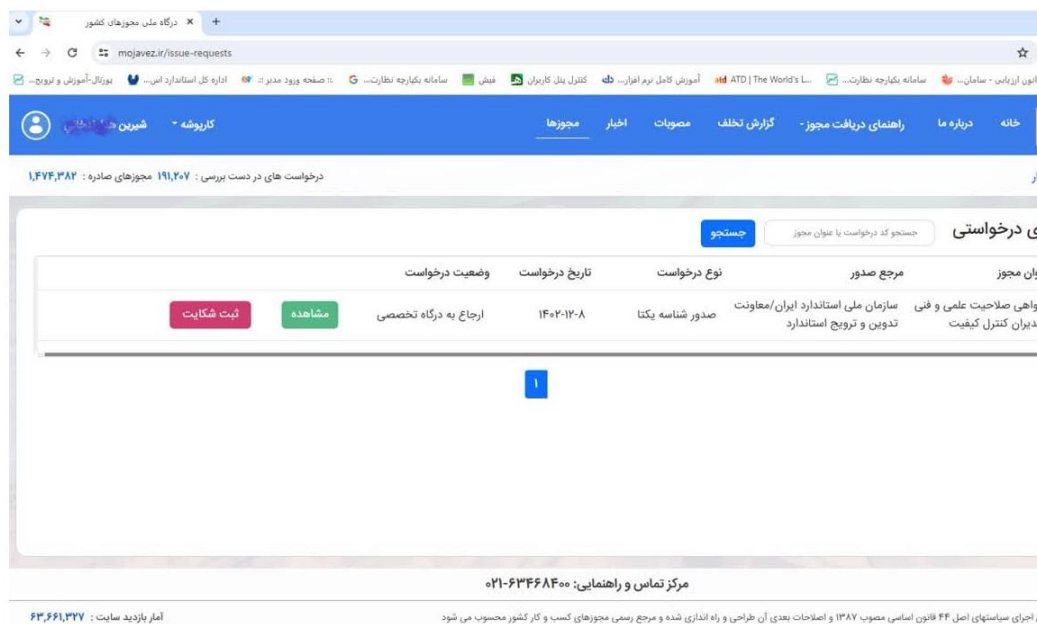 درگاه ملی مجوزهای کشور
mojavez.ir/issue-requests
قانون ارزیابی - سامان... سامانه یکپارچه نظارت... ATD | The World's L... آموزش کامل نرم افزار... کنترل پنل کاربران فیش سامانه یکپارچه نظارت... :: صفحه ورود مدیر :: اداره کل استاندارد اس... پورتال-آموزش و ترویج...
خانه درباره ما راهنمای دریافت مجوز گزارش تخلف مصوبات اخبار مجوزها کارپوشه شیرین
درخواست های در دست بررسی : ۱۹۱,۲۰۷ مجوزهای صادره : ۱,۴۷۴,۳۸۲
ی درخواستی جستجو کد درخواست یا عنوان مجوز جستجو
وان مجوز مرجع صدور نوع درخواست تاریخ درخواست وضعیت درخواست
واهی صلاحیت علمی و فنی سازمان ملی استاندارد ایران/معاونت صدور شناسه یکتا ۱۴۰۲-۱۲-۸ ارجاع به درگاه تخصصی مشاهده ثبت شکایت
دیران کنترل کیفیت تدوین و ترویج استاندارد
۱
مرکز تماس و راهنمایی: ۰۲۱-۶۳۴۶۸۴۰۰
اجرای سیاستهای اصل ۴۴ قانون اساسی مصوب ۱۳۸۷ و اصلاحات بعدی آن طراحی و راه اندازی شده و مرجع رسمی مجوزهای کسب و کار کشور محسوب می شود آمار بازدید سایت : ۶۳,۶۶۱,۳۲۷